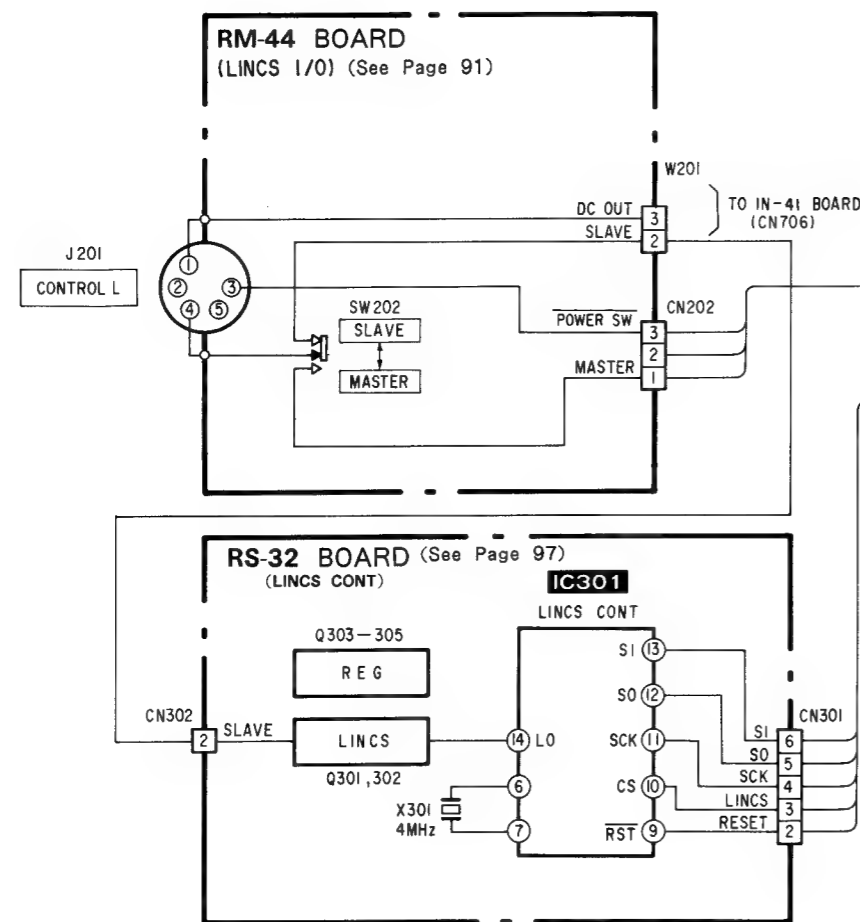 RM-44 BOARD
(LINCS I/O) (See Page 91)
W201
DC OUT 3
SLAVE 2
TO IN-41 BOARD
(CN706)
J201
CONTROL L
1
2
3
4
5
SW202
SLAVE
MASTER
CN202
POWER SW 3
2
MASTER 1
RS-32 BOARD (See Page 97)
(LINCS CONT)
IC301
LINCS CONT
Q303-305
REG
CN302
2 SLAVE
LINCS
Q301,302
14 LO
6
7
X301
4MHz
SI 13
SO 12
SCK 11
CS 10
RST 9
CN301
SI 6
SO 5
SCK 4
LINCS 3
RESET 2